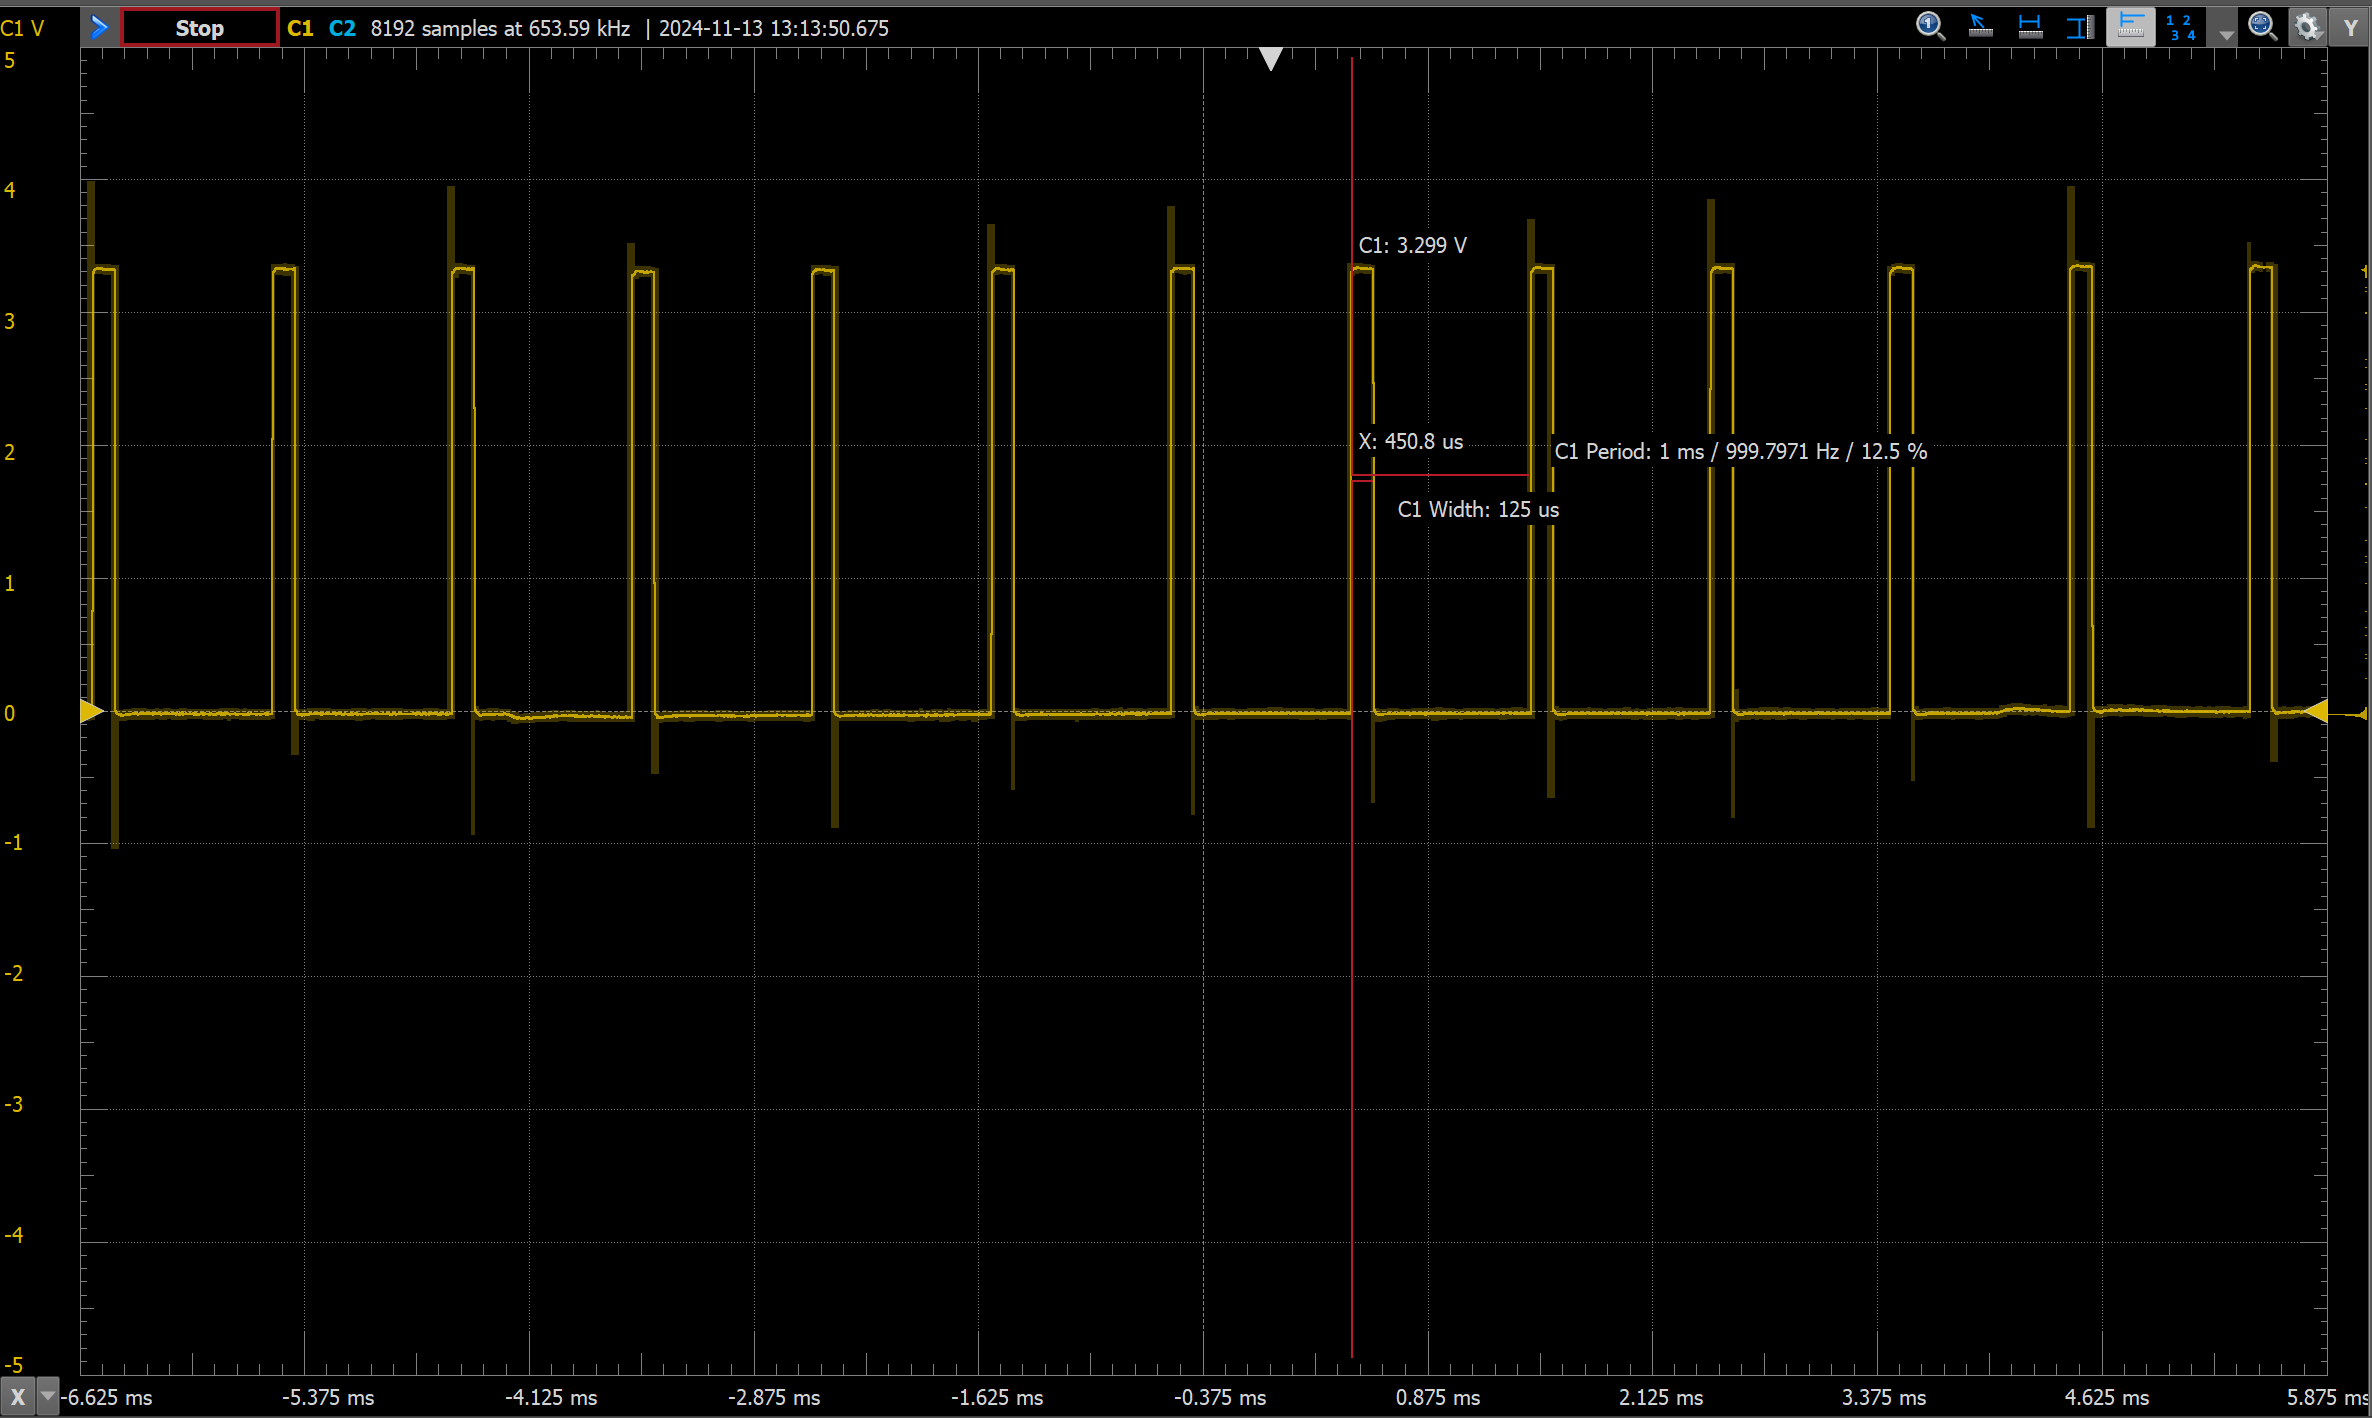 C1 V
Stop C1 C2 8192 samples at 653.59 kHz | 2024-11-13 13:13:50.675
1
1 2
3 4
Y
5
4
C1: 3.299 V
3
X: 450.8 us
2
C1 Period: 1 ms / 999.7971 Hz / 12.5 %
C1 Width: 125 us
1
0
-1
-2
-3
-4
-5
X -6.625 ms -5.375 ms -4.125 ms -2.875 ms -1.625 ms -0.375 ms 0.875 ms 2.125 ms 3.375 ms 4.625 ms 5.875 ms